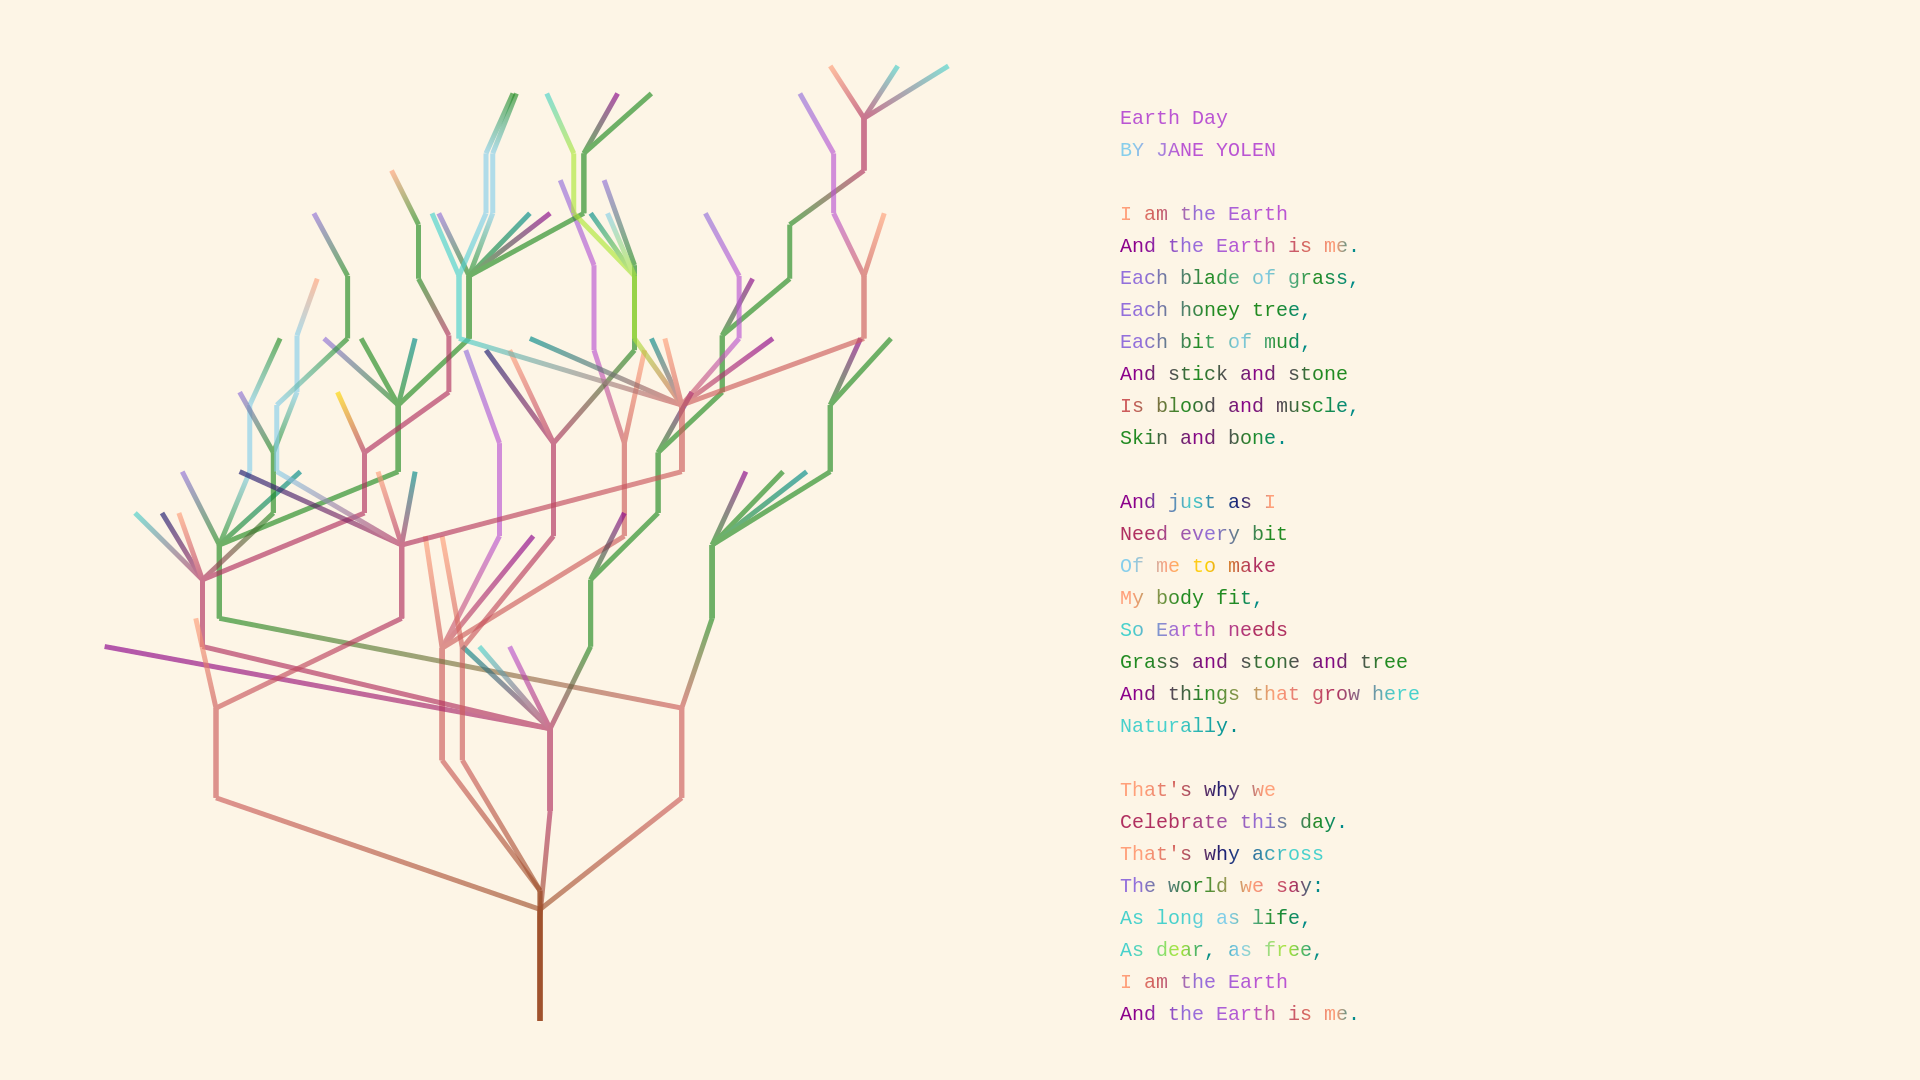 Earth Day
BY JANE YOLEN
I am the Earth
And the Earth is me.
Each blade of grass,
Each honey tree,
Each bit of mud,
And stick and stone
Is blood and muscle,
Skin and bone.
And just as I
Need every bit
Of me to make
My body fit,
So Earth needs
Grass and stone and tree
And things that grow here
Naturally.
That's why we
Celebrate this day.
That's why across
The world we say:
As long as life,
As dear, as free,
I am the Earth
And the Earth is me.